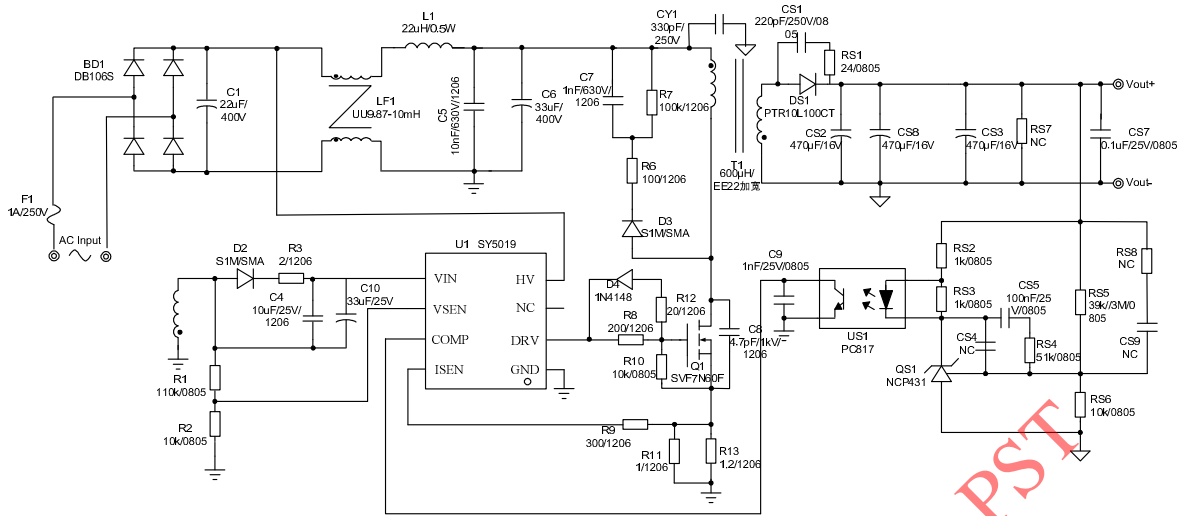 L1
22uH/0.5W
CY1
330pF/
250V
CS1
220pF/250V/08
05
RS1
24/0805
BD1
DB106S
C1
22uF/
400V
LF1
UU9.87-10mH
C5
10nF/630V/1206
C6
33uF/
400V
C7
1nF/630V/
1206
R7
100k/1206
DS1
PTR10L100CT
CS2
470μF/16V
CS8
470μF/16V
CS3
470μF/16V
RS7
NC
CS7
0.1uF/25V/0805
Vout+
Vout-
T1
600μH/
EE22加宽
R6
100/1206
D3
S1M/SMA
F1
1A/250V
AC Input
D2
S1M/SMA
R3
2/1206
C4
10uF/25V/
1206
C10
33uF/25V
U1 SY5019
VIN
VSEN
COMP
ISEN
HV
NC
DRV
GND
D4
1N4148
R8
200/1206
R12
20/1206
R10
10k/0805
Q1
SVF7N60F
C8
4.7pF/1kV/
1206
C9
1nF/25V/0805
US1
PC817
RS2
1k/0805
RS3
1k/0805
CS5
100nF/25
V/0805
CS4
NC
RS4
51k/0805
RS5
39k//3M/0
805
RS8
NC
CS9
NC
QS1
NCP431
RS6
10k/0805
R1
110k/0805
R2
10k/0805
R9
300/1206
R11
1/1206
R13
1.2/1206
PST